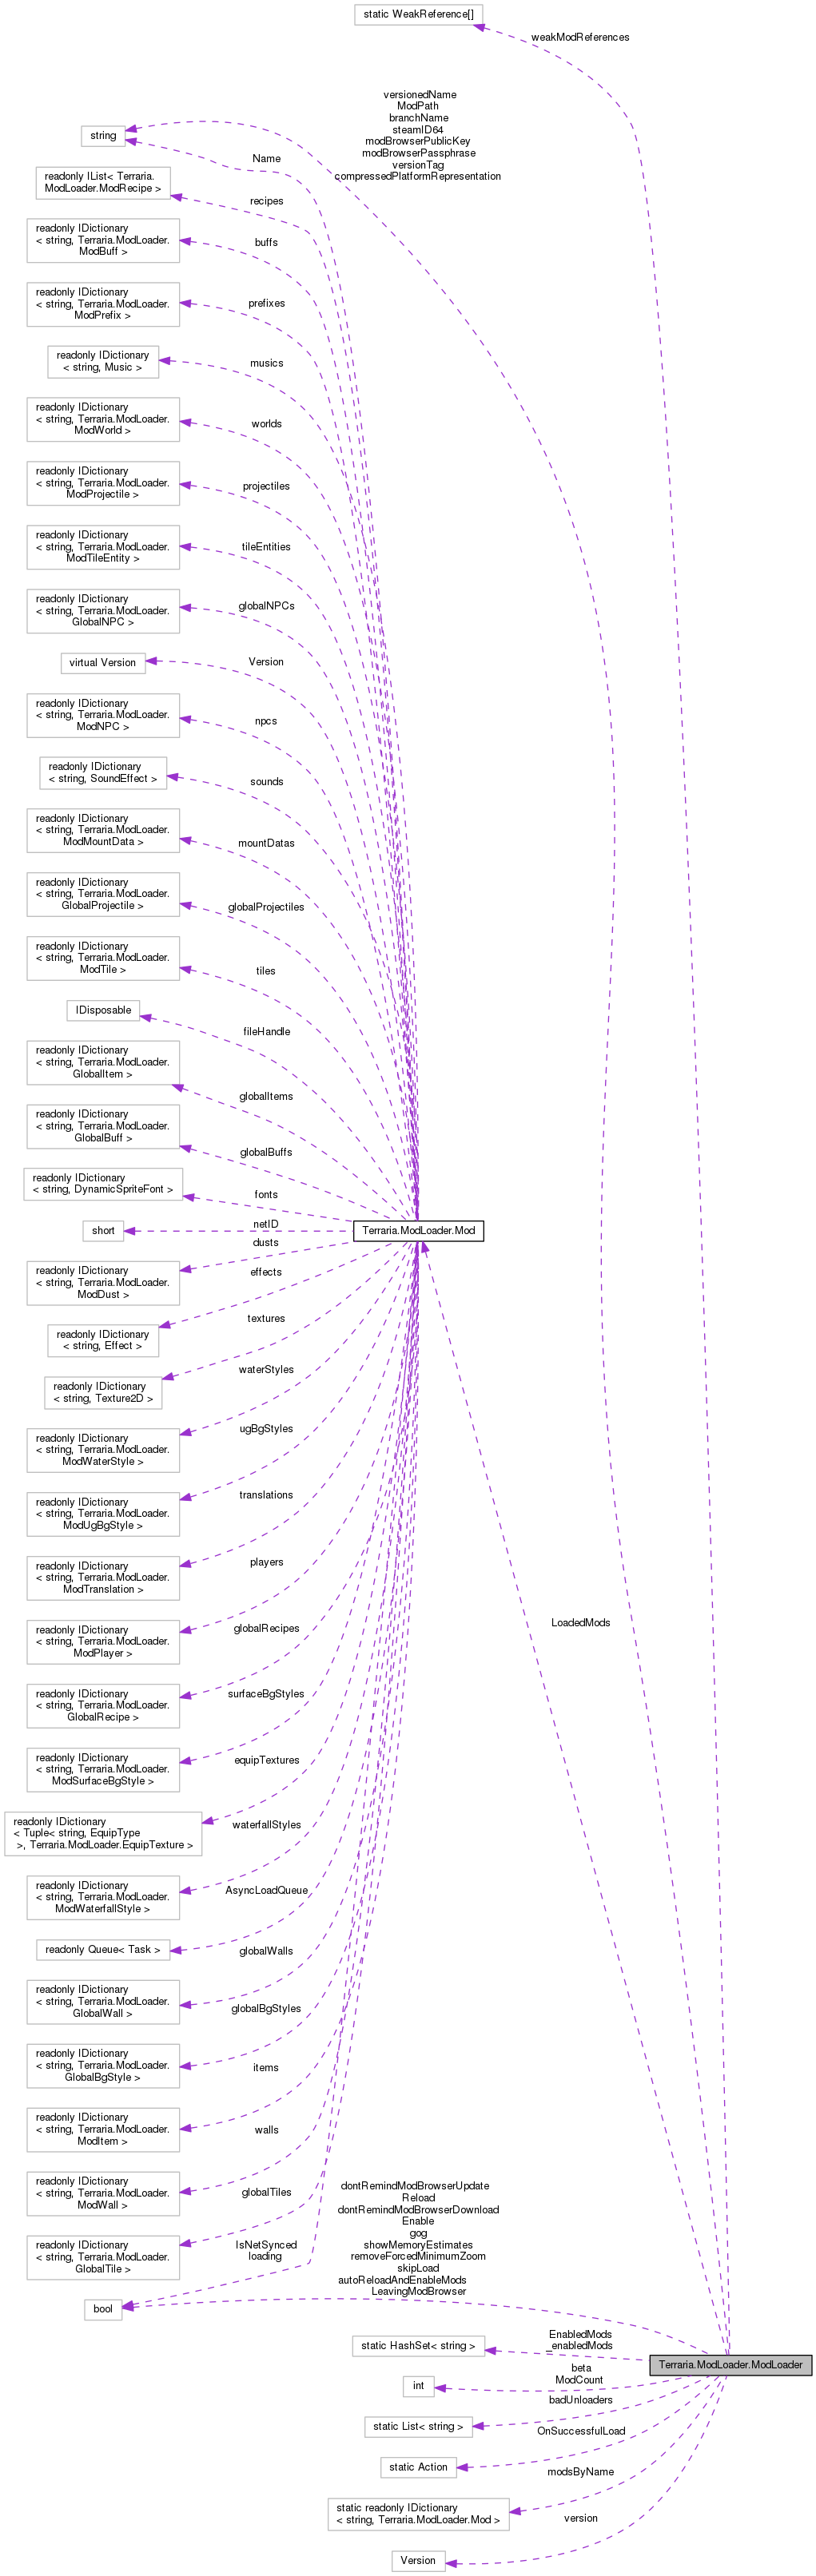 static WeakReference[]
weakModReferences
versionedName
ModPath
branchName
steamID64
modBrowserPublicKey
modBrowserPassphrase
versionTag
compressedPlatformRepresentation
string
Name
readonly IList< Terraria.
ModLoader.ModRecipe >
recipes
readonly IDictionary
< string, Terraria.ModLoader.
ModBuff >
buffs
readonly IDictionary
< string, Terraria.ModLoader.
ModPrefix >
prefixes
readonly IDictionary
< string, Music >
musics
readonly IDictionary
< string, Terraria.ModLoader.
ModWorld >
worlds
readonly IDictionary
< string, Terraria.ModLoader.
ModProjectile >
projectiles
readonly IDictionary
< string, Terraria.ModLoader.
ModTileEntity >
tileEntities
readonly IDictionary
< string, Terraria.ModLoader.
GlobalNPC >
globalNPCs
virtual Version
Version
readonly IDictionary
< string, Terraria.ModLoader.
ModNPC >
npcs
readonly IDictionary
< string, SoundEffect >
sounds
readonly IDictionary
< string, Terraria.ModLoader.
ModMountData >
mountDatas
readonly IDictionary
< string, Terraria.ModLoader.
GlobalProjectile >
globalProjectiles
readonly IDictionary
< string, Terraria.ModLoader.
ModTile >
tiles
IDisposable
fileHandle
readonly IDictionary
< string, Terraria.ModLoader.
GlobalItem >
globalItems
readonly IDictionary
< string, Terraria.ModLoader.
GlobalBuff >
globalBuffs
readonly IDictionary
< string, DynamicSpriteFont >
fonts
short
netID
Terraria.ModLoader.Mod
readonly IDictionary
< string, Terraria.ModLoader.
ModDust >
dusts
readonly IDictionary
< string, Effect >
effects
readonly IDictionary
< string, Texture2D >
textures
readonly IDictionary
< string, Terraria.ModLoader.
ModWaterStyle >
waterStyles
readonly IDictionary
< string, Terraria.ModLoader.
ModUgBgStyle >
ugBgStyles
readonly IDictionary
< string, Terraria.ModLoader.
ModTranslation >
translations
readonly IDictionary
< string, Terraria.ModLoader.
ModPlayer >
players
LoadedMods
readonly IDictionary
< string, Terraria.ModLoader.
GlobalRecipe >
globalRecipes
readonly IDictionary
< string, Terraria.ModLoader.
ModSurfaceBgStyle >
surfaceBgStyles
readonly IDictionary
< Tuple< string, EquipType
>, Terraria.ModLoader.EquipTexture >
equipTextures
readonly IDictionary
< string, Terraria.ModLoader.
ModWaterfallStyle >
waterfallStyles
readonly Queue< Task >
AsyncLoadQueue
readonly IDictionary
< string, Terraria.ModLoader.
GlobalWall >
globalWalls
readonly IDictionary
< string, Terraria.ModLoader.
GlobalBgStyle >
globalBgStyles
readonly IDictionary
< string, Terraria.ModLoader.
ModItem >
items
readonly IDictionary
< string, Terraria.ModLoader.
ModWall >
walls
readonly IDictionary
< string, Terraria.ModLoader.
GlobalTile >
globalTiles
bool
IsNetSynced
loading
dontRemindModBrowserUpdate
Reload
dontRemindModBrowserDownload
Enable
gog
showMemoryEstimates
removeForcedMinimumZoom
skipLoad
autoReloadAndEnableMods
LeavingModBrowser
static HashSet< string >
EnabledMods
_enabledMods
Terraria.ModLoader.ModLoader
int
beta
ModCount
static List< string >
badUnloaders
static Action
OnSuccessfulLoad
static readonly IDictionary
< string, Terraria.ModLoader.Mod >
modsByName
Version
version